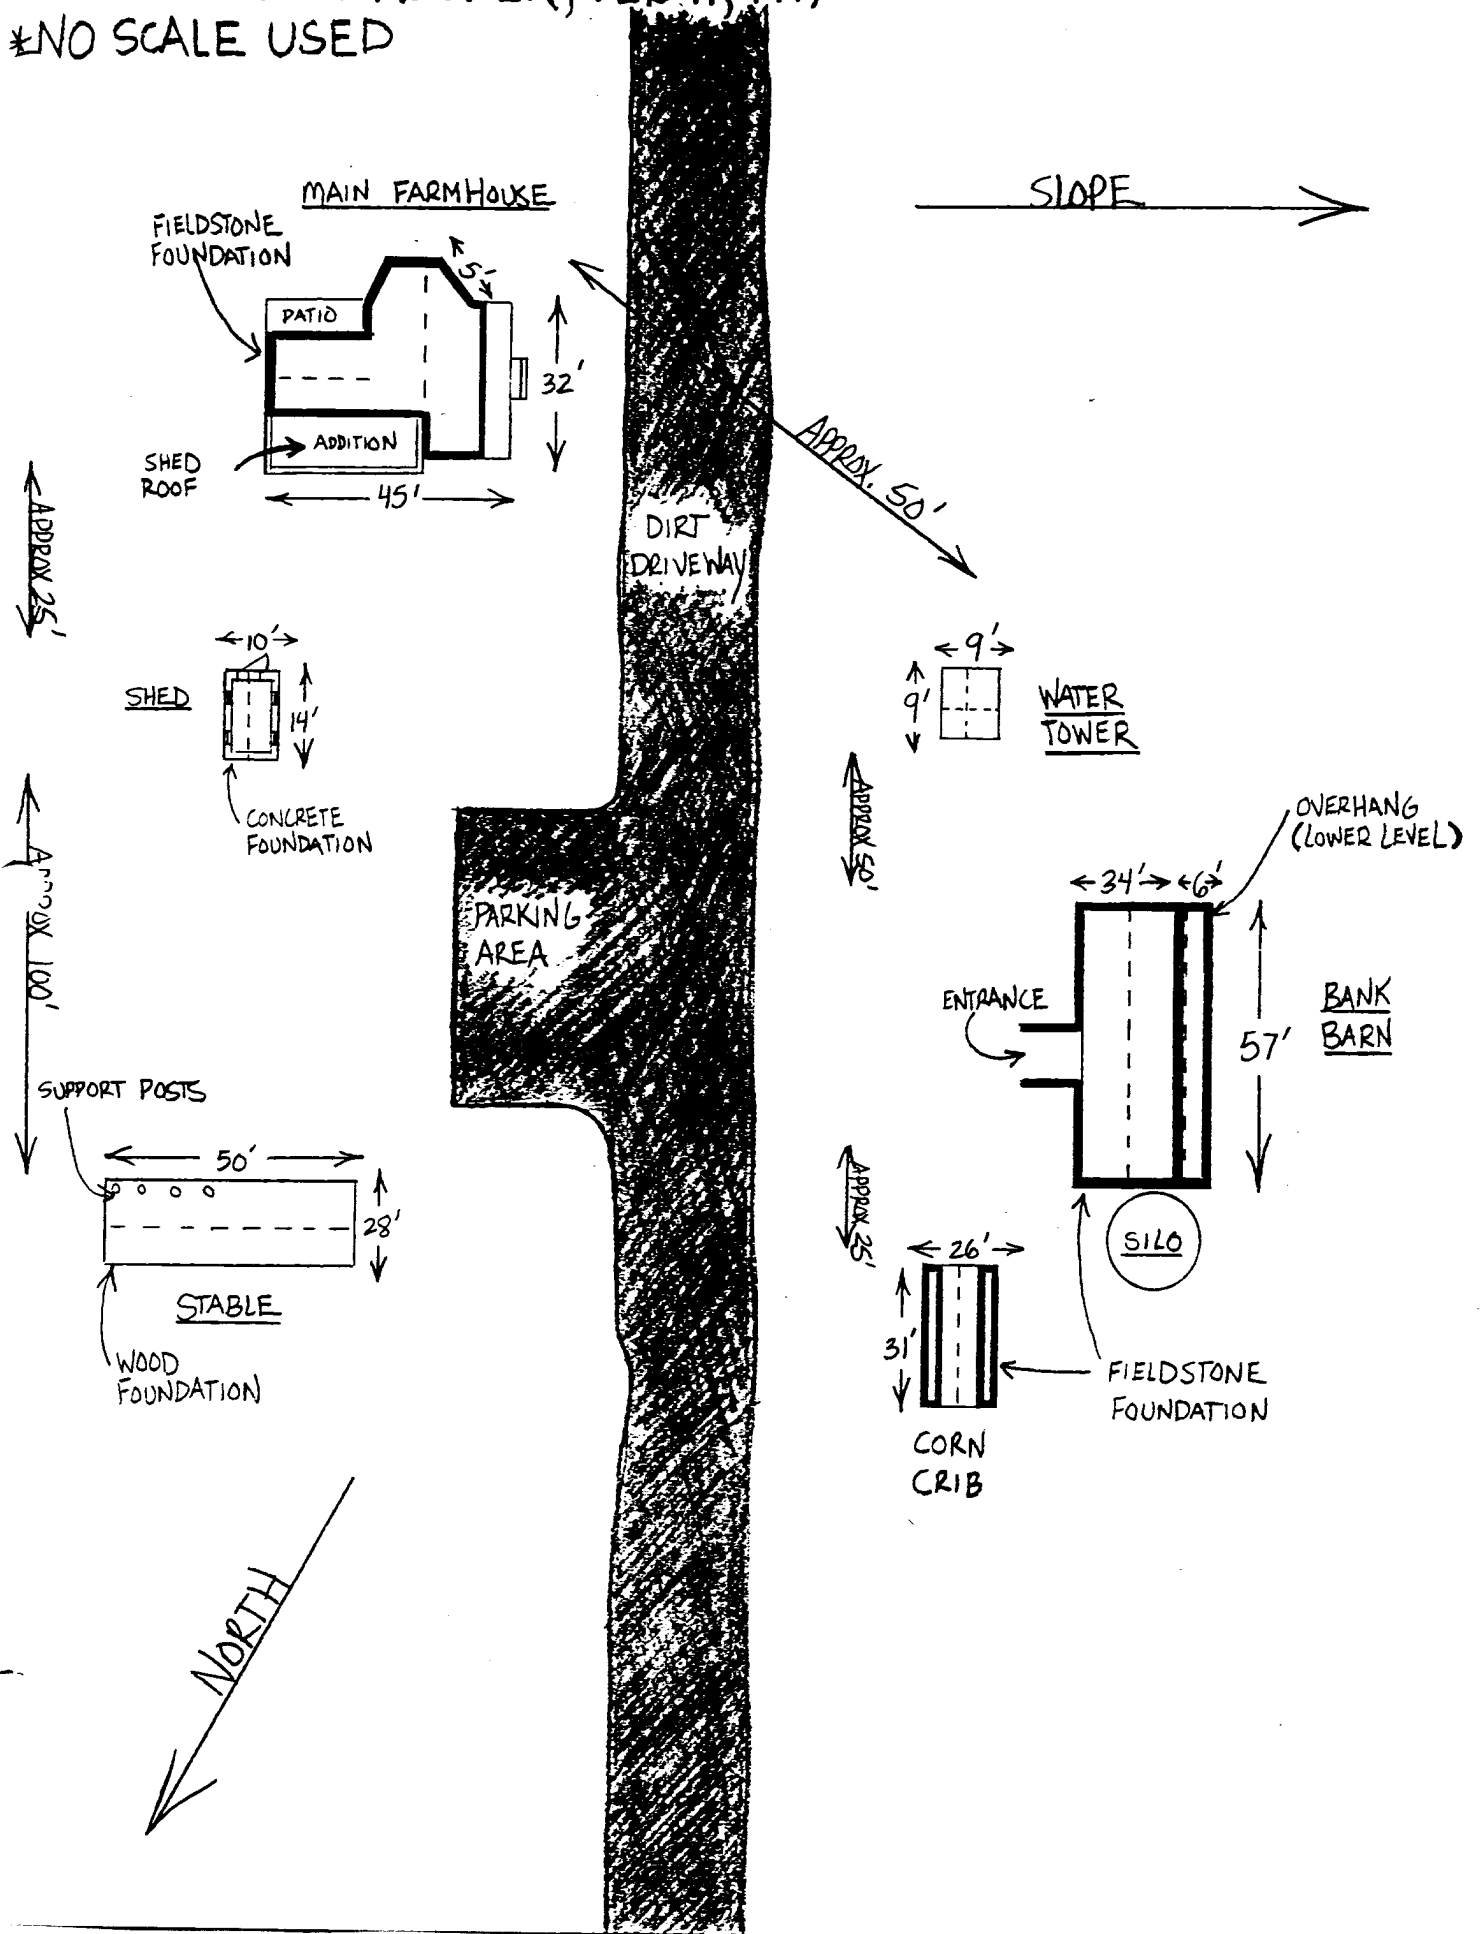 *NO SCALE USED
MAIN FARMHOUSE
SLOPE
FIELDSTONE
FOUNDATION
5'
PATIO
32'
ADDITION
SHED
ROOF
45'
APPROX. 50'
APPROX 25'
DIRT
DRIVEWAY
10'
SHED
14'
CONCRETE
FOUNDATION
9'
9'
WATER
TOWER
APPROX 50'
OVERHANG
(LOWER LEVEL)
34'
6'
APPROX 100'
PARKING
AREA
ENTRANCE
BANK
BARN
57'
SUPPORT POSTS
50'
28'
STABLE
WOOD
FOUNDATION
APPROX 25'
SILO
26'
31'
FIELDSTONE
FOUNDATION
CORN
CRIB
NORTH